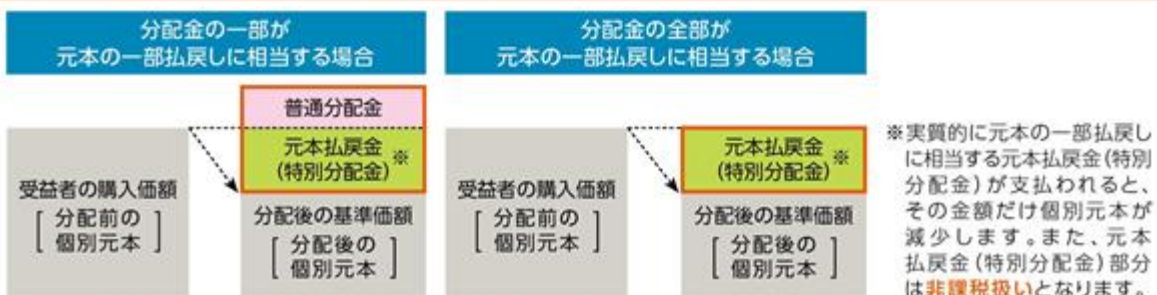 分配金の一部が
元本の一部払戻しに相当する場合
普通分配金
元本払戻金
(特別分配金)
※
受益者の購入価額
[ 分配前の
個別元本 ]
分配後の基準価額
[ 分配後の
個別元本 ]
分配金の全部が
元本の一部払戻しに相当する場合
元本払戻金
(特別分配金)
※
受益者の購入価額
[ 分配前の
個別元本 ]
分配後の基準価額
[ 分配後の
個別元本 ]
※実質的に元本の一部払戻し
に相当する元本払戻金(特別
分配金)が支払われると、
その金額だけ個別元本が
減少します。また、元本
払戻金(特別分配金)部分
は非課税扱いとなります。